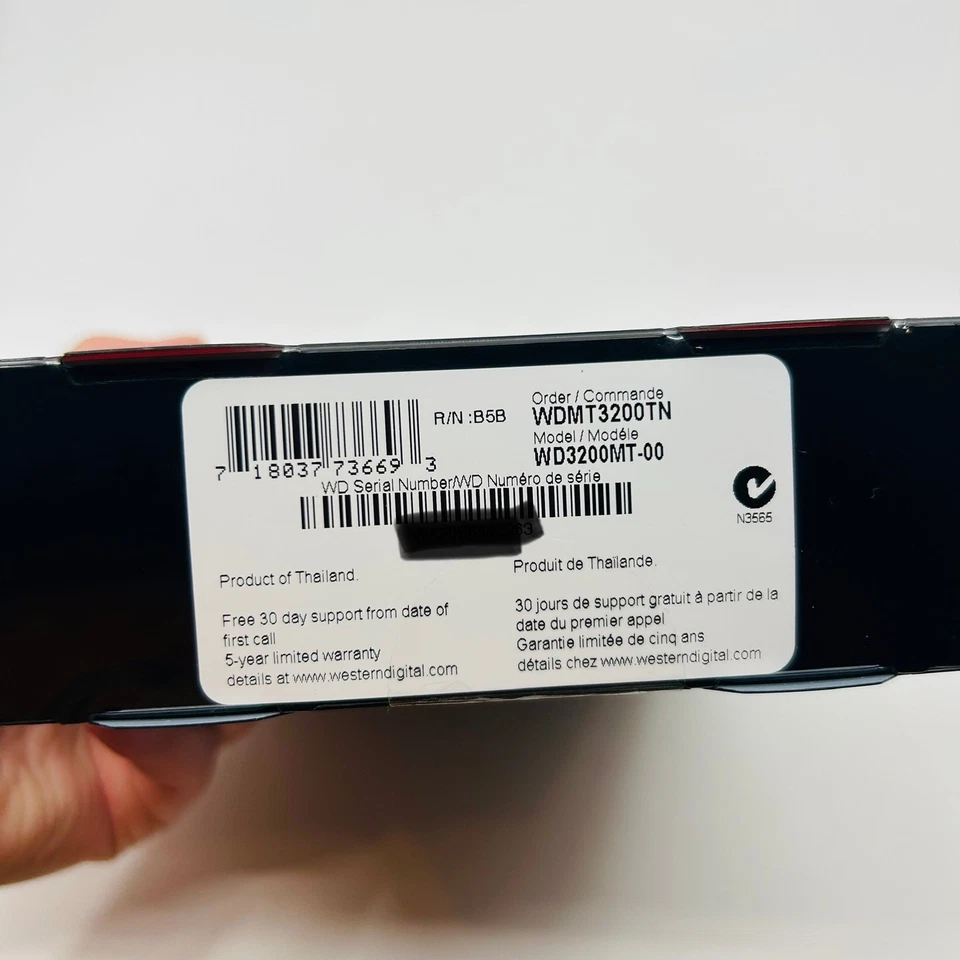 7 18037 73669 3
R/N :B5B
Order / Commande
WDMT3200TN
Model / Modéle
WD3200MT-00
WD Serial Number/WD Numéro de série
N3565
Product of Thailand.
Free 30 day support from date of
first call
5-year limited warranty
details at www.westerndigital.com
Produit de Thaïlande.
30 jours de support gratuit à partir de la
date du premier appel
Garantie limitée de cinq ans
détails chez www.westerndigital.com